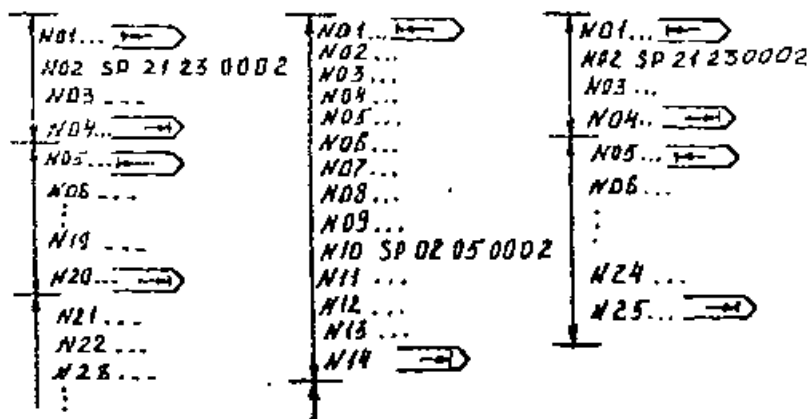 N01...
N02 SP 21 23 0002
N03 ....
N04...
N05...
N06 ...
N19 ...
N20...
N21 ...
N22 ...
N23 ...
N01...
N02...
N03...
N04...
N05...
N06...
N07...
N08...
N09...
N10 SP 02 05 0002
N11 ...
N12...
N13 ...
N14
N01...
N02 SP 21 23 0002
N03 ...
N04...
N05...
N06...
N24 ...
N25...